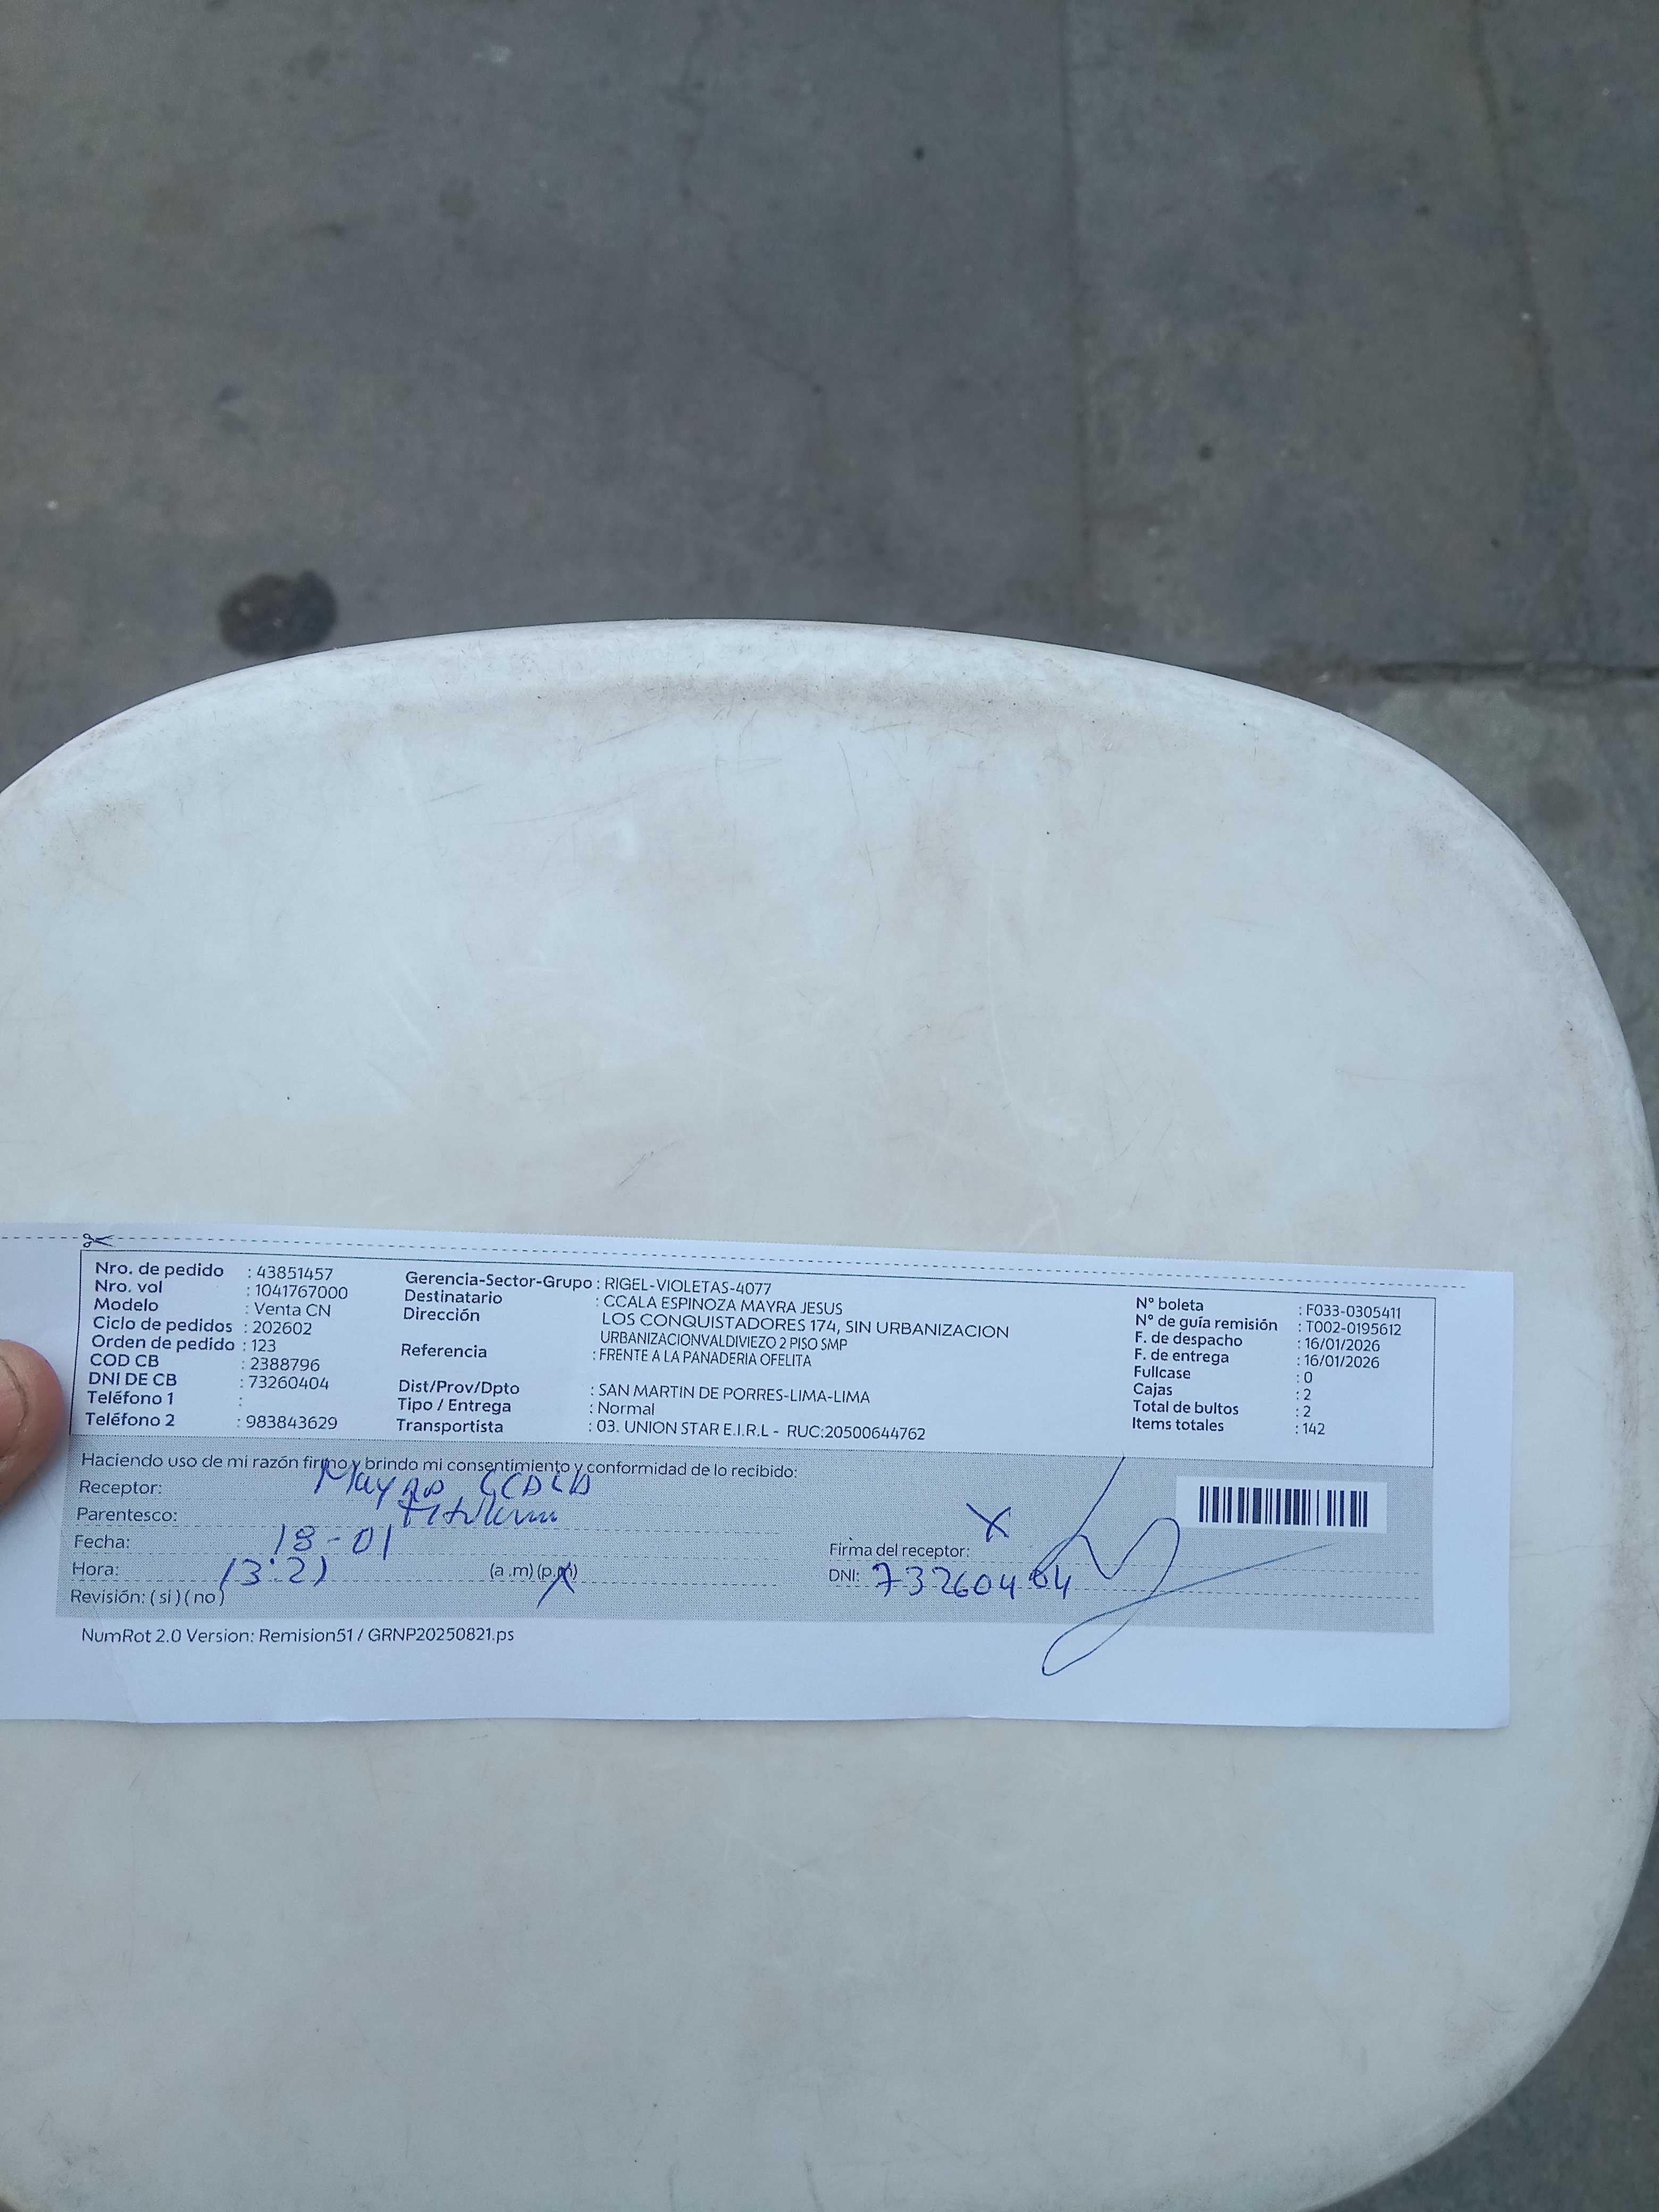 Nro. de pedido : 43851457
Nro. vol : 1041767000
Modelo : Venta CN
Ciclo de pedidos : 202602
Orden de pedido : 123
COD CB : 2388796
DNI DE CB : 73260404
Teléfono 1 :
Teléfono 2 : 983843629
Gerencia-Sector-Grupo : RIGEL-VIOLETAS-4077
Destinatario : CCALA ESPINOZA MAYRA JESUS
Dirección LOS CONQUISTADORES 174, SIN URBANIZACION
URBANIZACIONVALDIVIEZO 2 PISO SMP
Referencia : FRENTE A LA PANADERIA OFELITA
Dist/Prov/Dpto : SAN MARTIN DE PORRES-LIMA-LIMA
Tipo / Entrega : Normal
Transportista : 03. UNION STAR E.I.R.L - RUC:20500644762
N° boleta : F033-0305411
N° de guía remisión : T002-0195612
F. de despacho : 16/01/2026
F. de entrega : 16/01/2026
Fullcase : 0
Cajas : 2
Total de bultos : 2
Items totales : 142
Haciendo uso de mi razón firmo y brindo mi consentimiento y conformidad de lo recibido:
Receptor: Mayra CCALA
Parentesco:
Fecha: 18-01
Hora: 13:21 (a.m) (p.m)
Revisión: ( si ) ( no )
Firma del receptor: X
DNI: 73260404
NumRot 2.0 Version: Remision51 / GRNP20250821.ps